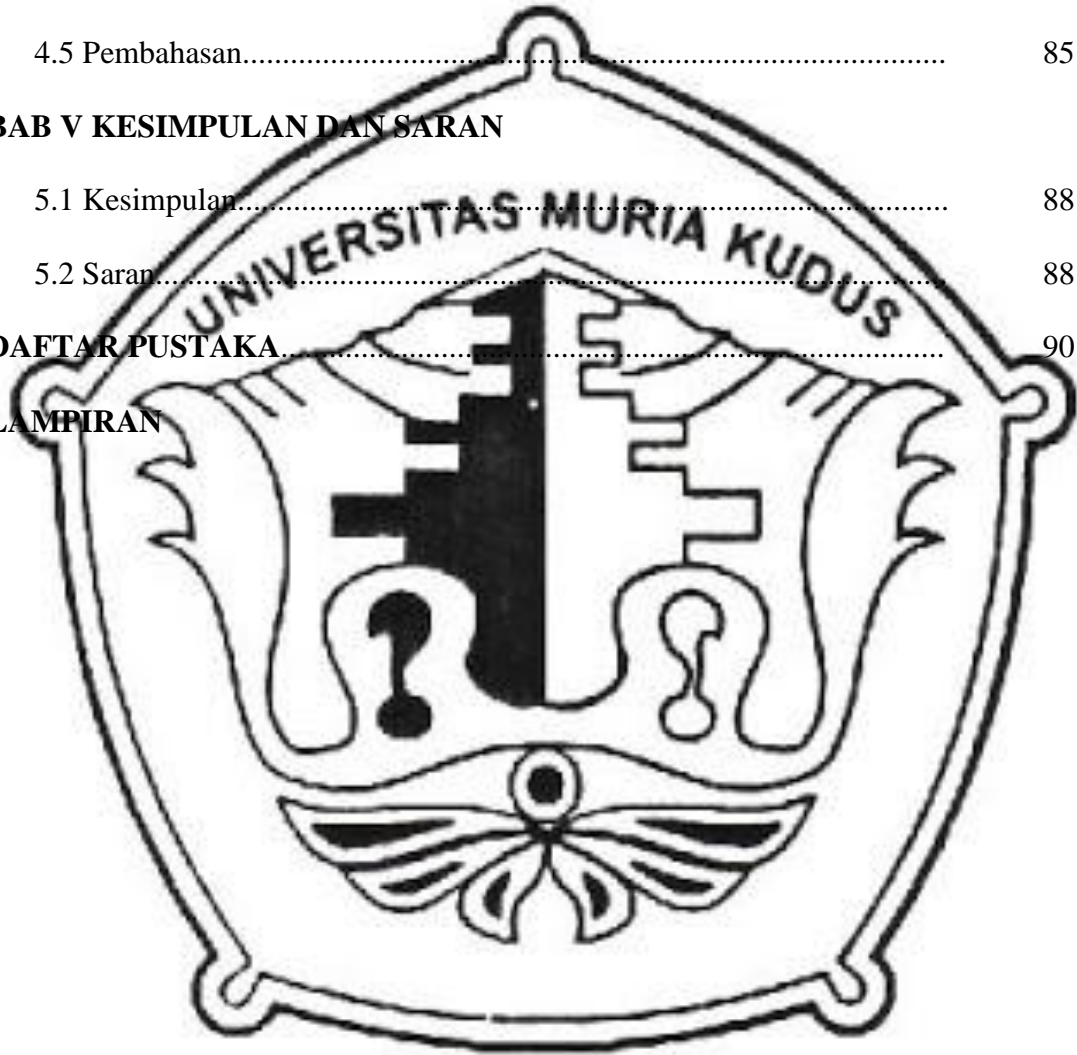 4.5 Pembahasan......................................................................................... 85
BAB V KESIMPULAN DAN SARAN
5.1 Kesimpulan.......................................................................................... 88
UNIVERSITAS MURIA KUDUS
5.2 Saran.................................................................................................... 88
DAFTAR PUSTAKA.................................................................................... 90
LAMPIRAN